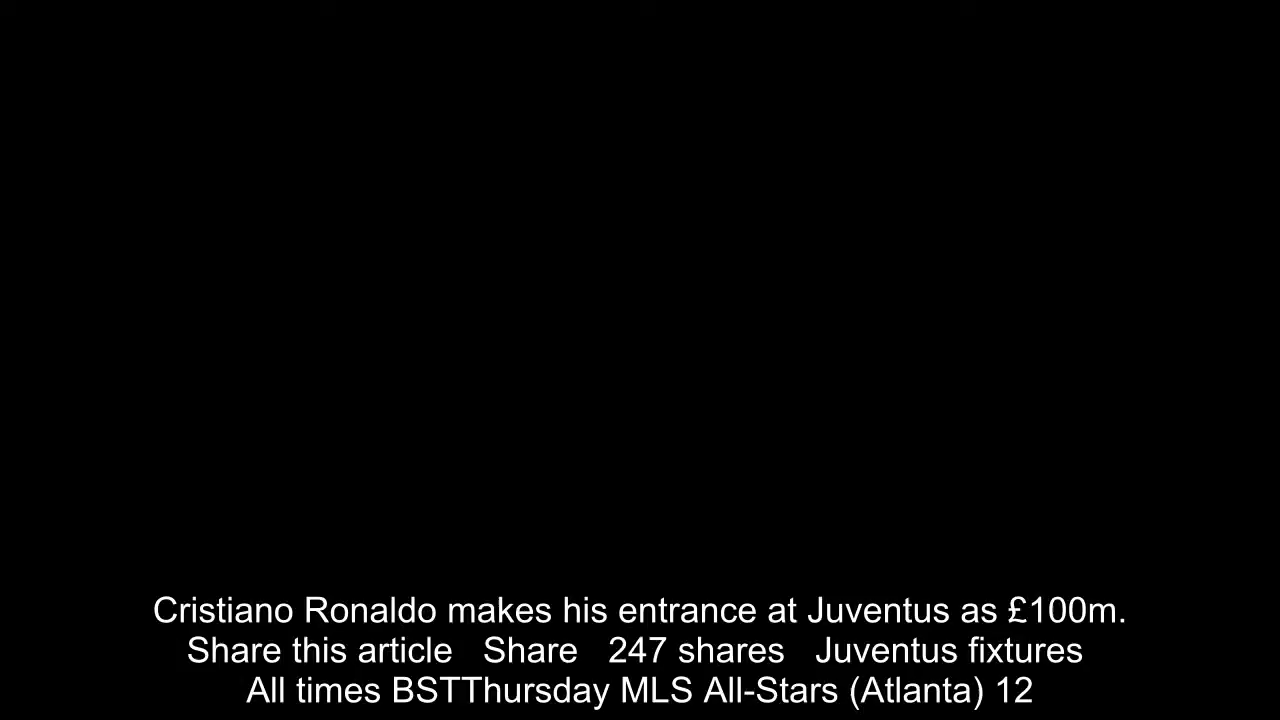 Cristiano Ronaldo makes his entrance at Juventus as £100m.
Share this article   Share   247 shares   Juventus fixtures
All times BSTThursday MLS All-Stars (Atlanta) 12